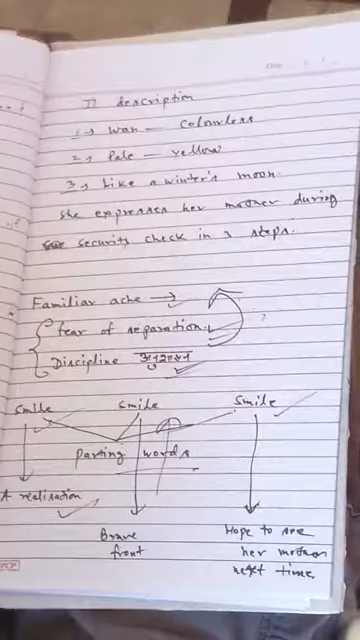 II description
1 → Wan — Colourless
2 → Pale — yellow
3 → Like a winter's moon.
She expresses her mother during
security check in 3 steps.
Familiar ache →
fear of separation
Discipline अनुशासन
Smile Smile Smile
parting words
A realisation
Brave front
Hope to see her mother next time.